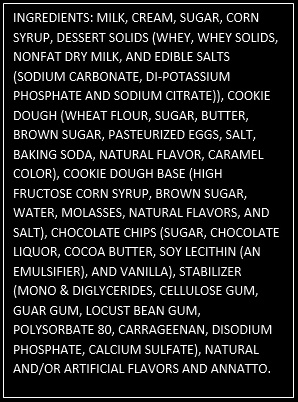 INGREDIENTS: MILK, CREAM, SUGAR, CORN
SYRUP, DESSERT SOLIDS (WHEY, WHEY SOLIDS,
NONFAT DRY MILK, AND EDIBLE SALTS
(SODIUM CARBONATE, DI-POTASSIUM
PHOSPHATE AND SODIUM CITRATE)), COOKIE
DOUGH (WHEAT FLOUR, SUGAR, BUTTER,
BROWN SUGAR, PASTEURIZED EGGS, SALT,
BAKING SODA, NATURAL FLAVOR, CARAMEL
COLOR), COOKIE DOUGH BASE (HIGH
FRUCTOSE CORN SYRUP, BROWN SUGAR,
WATER, MOLASSES, NATURAL FLAVORS, AND
SALT), CHOCOLATE CHIPS (SUGAR, CHOCOLATE
LIQUOR, COCOA BUTTER, SOY LECITHIN (AN
EMULSIFIER), AND VANILLA), STABILIZER
(MONO & DIGLYCERIDES, CELLULOSE GUM,
GUAR GUM, LOCUST BEAN GUM,
POLYSORBATE 80, CARRAGEENAN, DISODIUM
PHOSPHATE, CALCIUM SULFATE), NATURAL
AND/OR ARTIFICIAL FLAVORS AND ANNATTO.